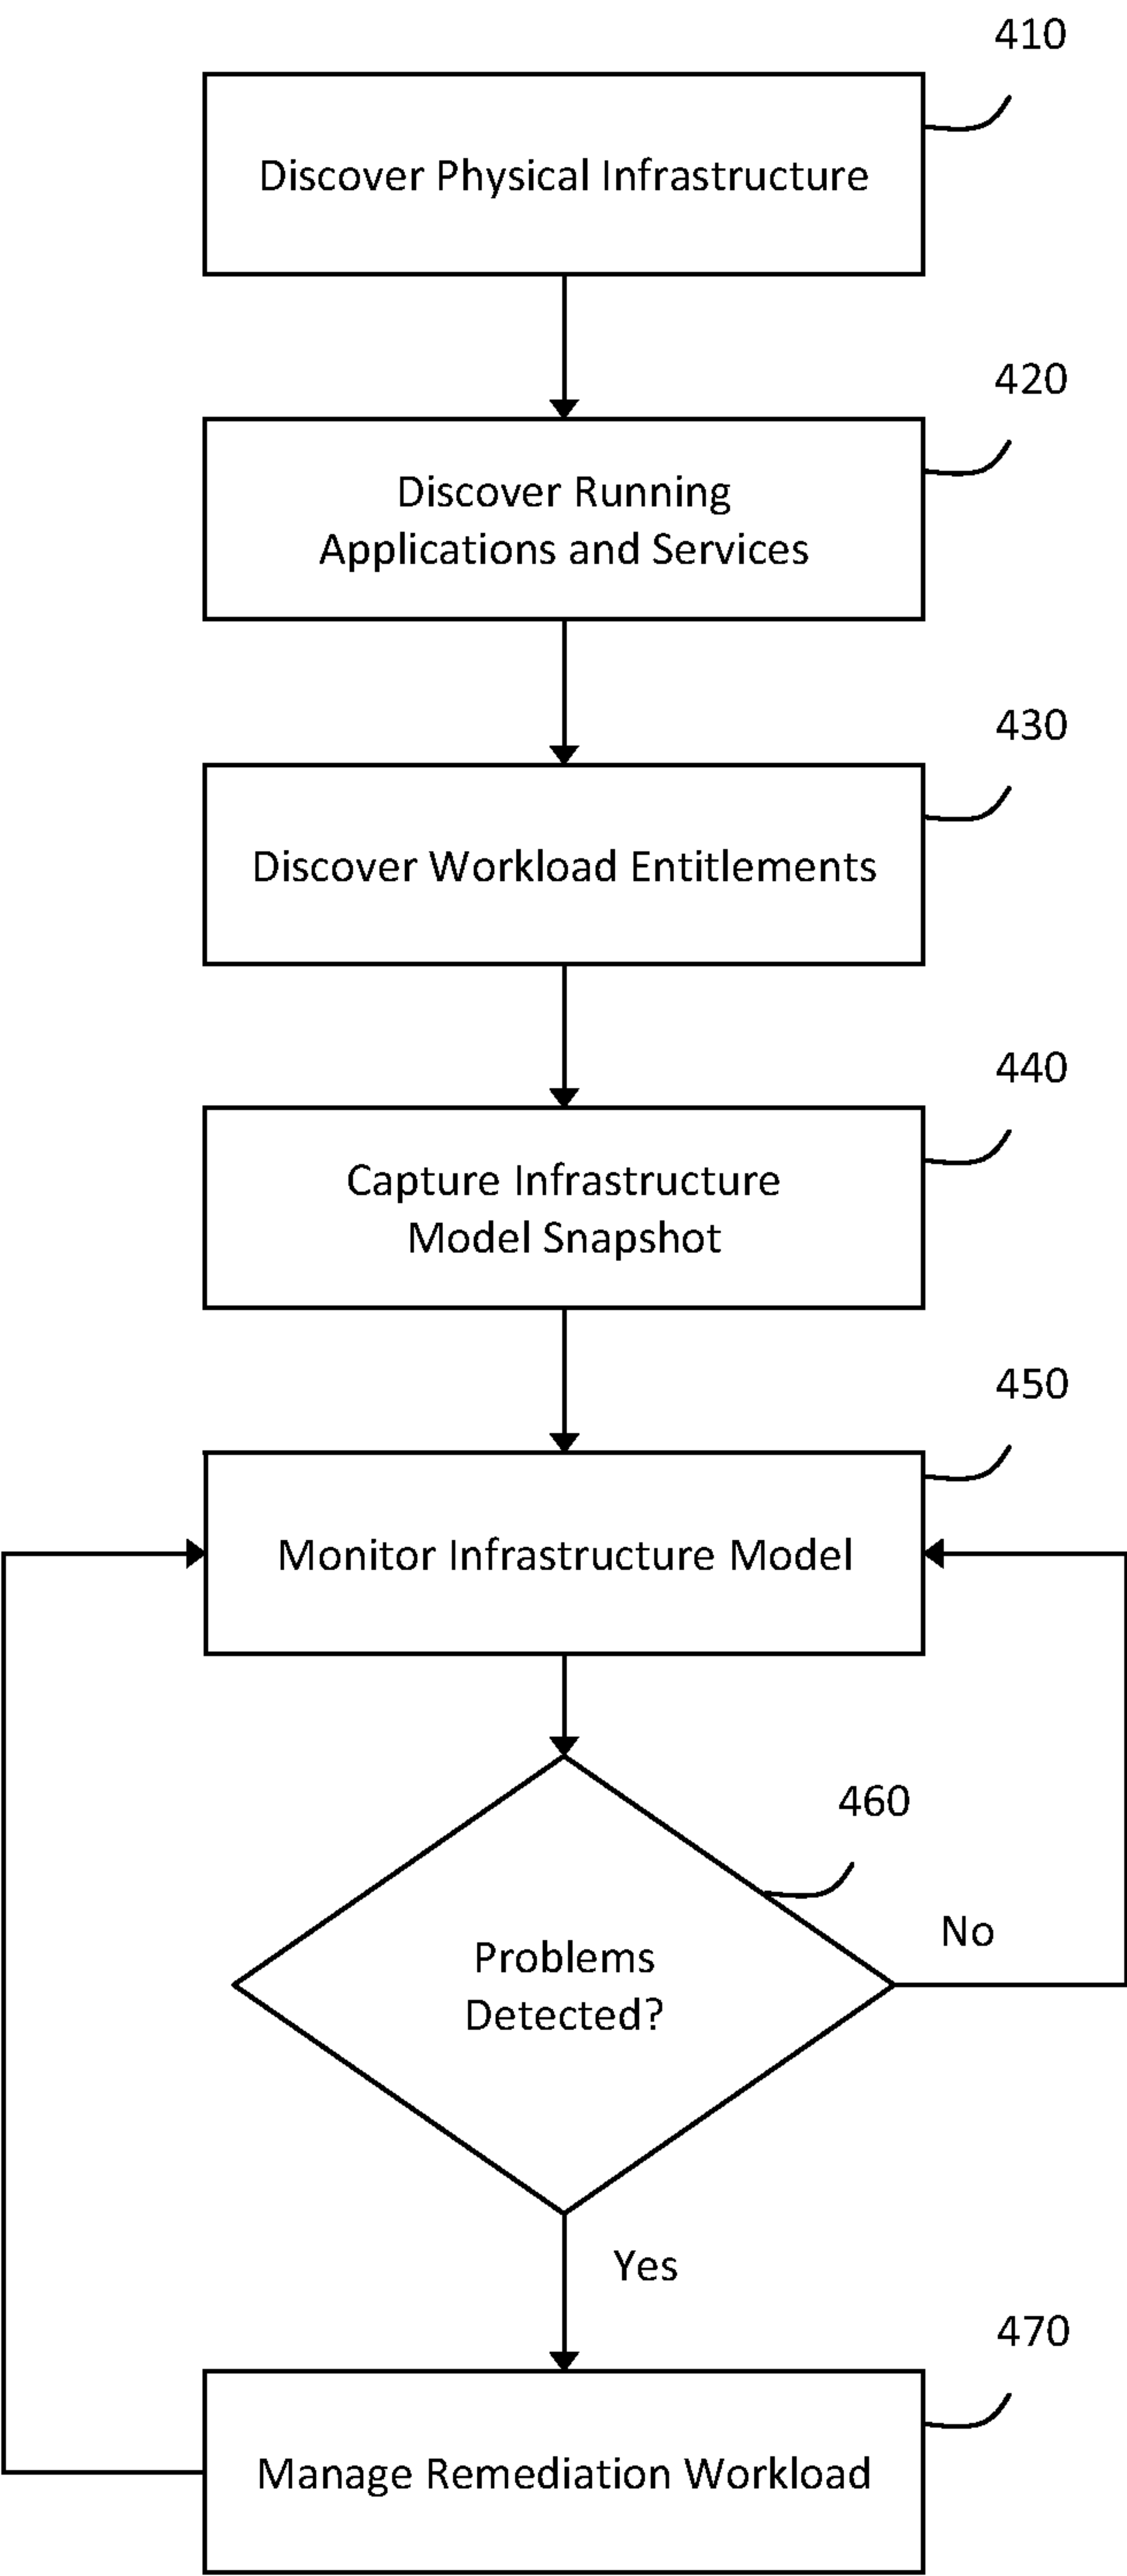 410
Discover Physical Infrastructure
420
Discover Running
Applications and Services
430
Discover Workload Entitlements
440
Capture Infrastructure
Model Snapshot
450
Monitor Infrastructure Model
460
No
Problems
Detected?
Yes
470
Manage Remediation Workload